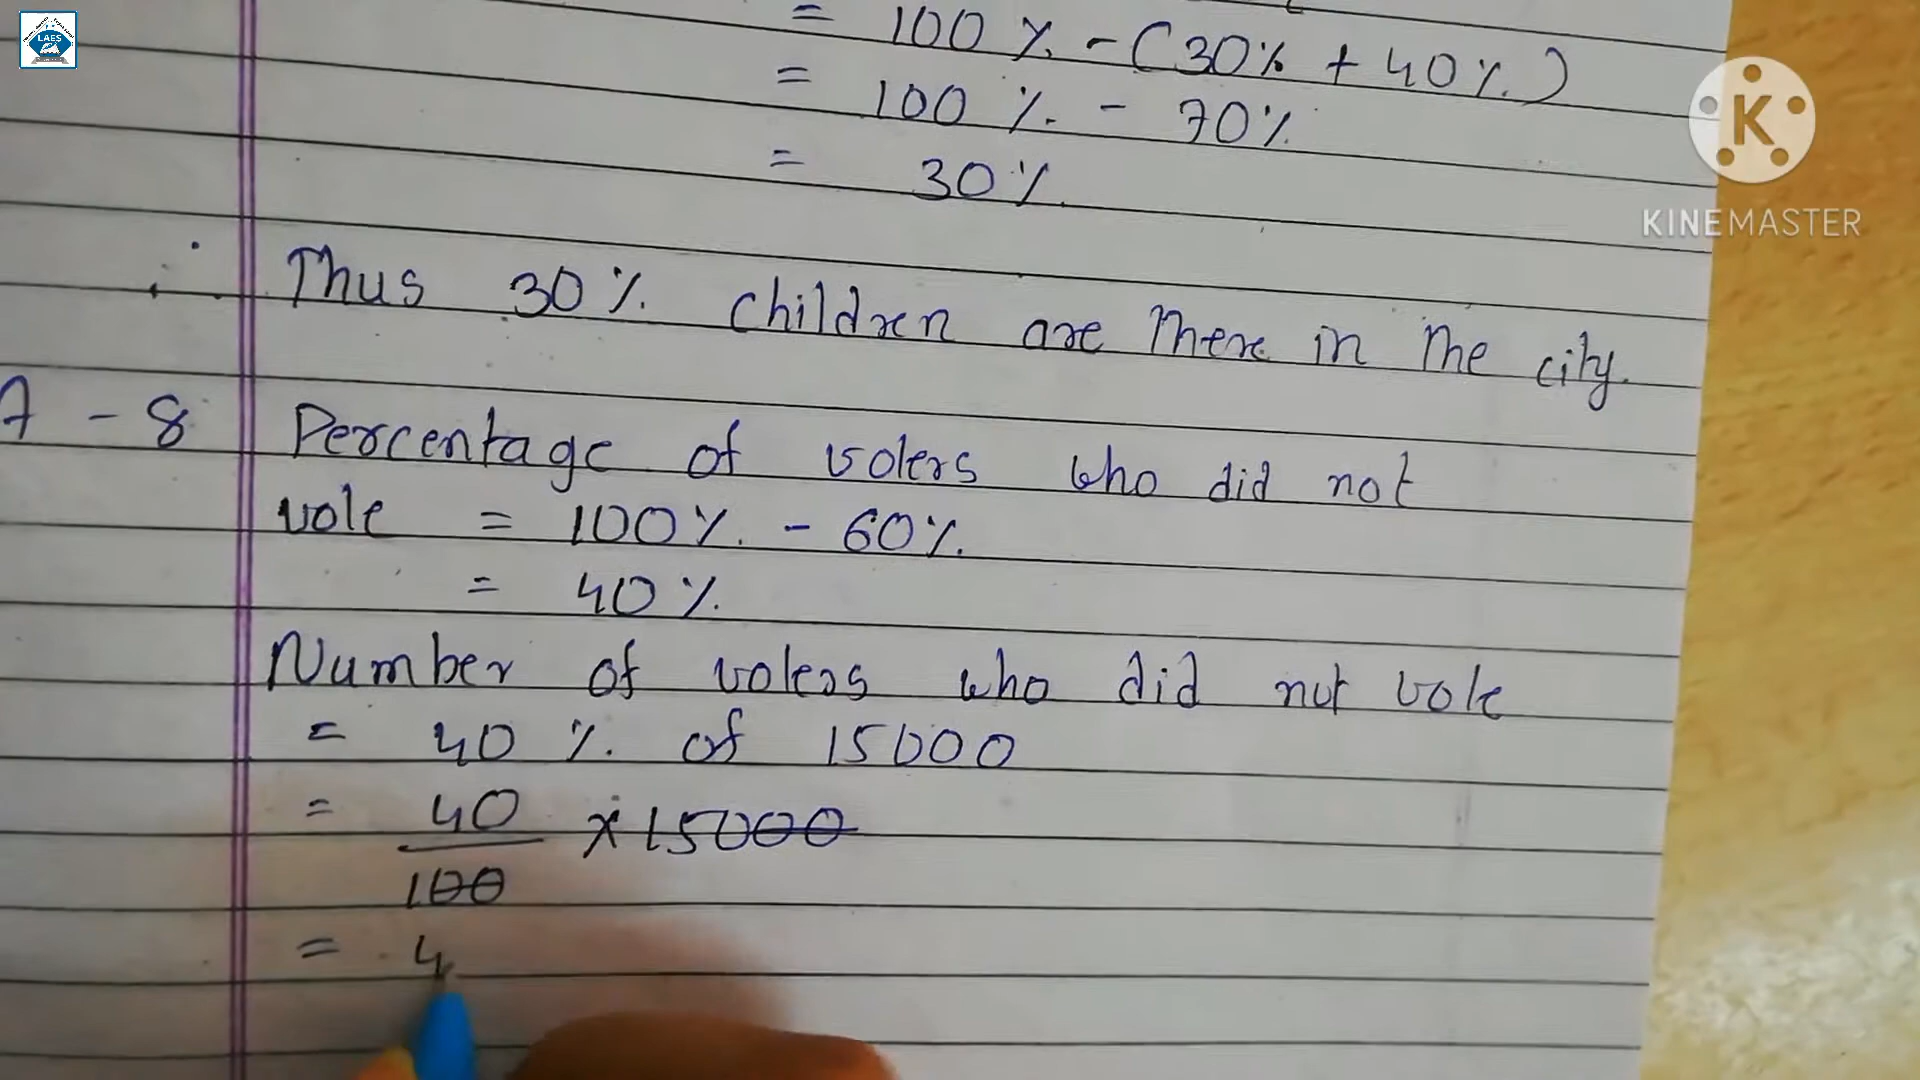 LAES
= 100 % - (30% + 40%)
= 100 % - 70%
= 30%
K
KINEMASTER
∴ Thus 30% children are there in the city.
A - 8 Percentage of voters who did not
vote = 100% - 60%
= 40%
Number of voters who did not vote
= 40 % of 15000
= 40/100 × 15000
= 4